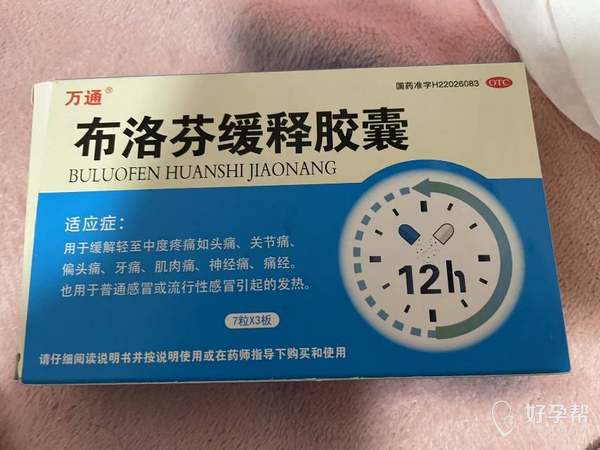 万通®
国药准字H22026083
OTC
布洛芬缓释胶囊
BULUOFEN HUANSHI JIAONANG
适应症：
用于缓解轻至中度疼痛如头痛、关节痛、
偏头痛、牙痛、肌肉痛、神经痛、痛经。
也用于普通感冒或流行性感冒引起的发热。
12h
7粒X3板
请仔细阅读说明书并按说明使用或在药师指导下购买和使用
好孕帮